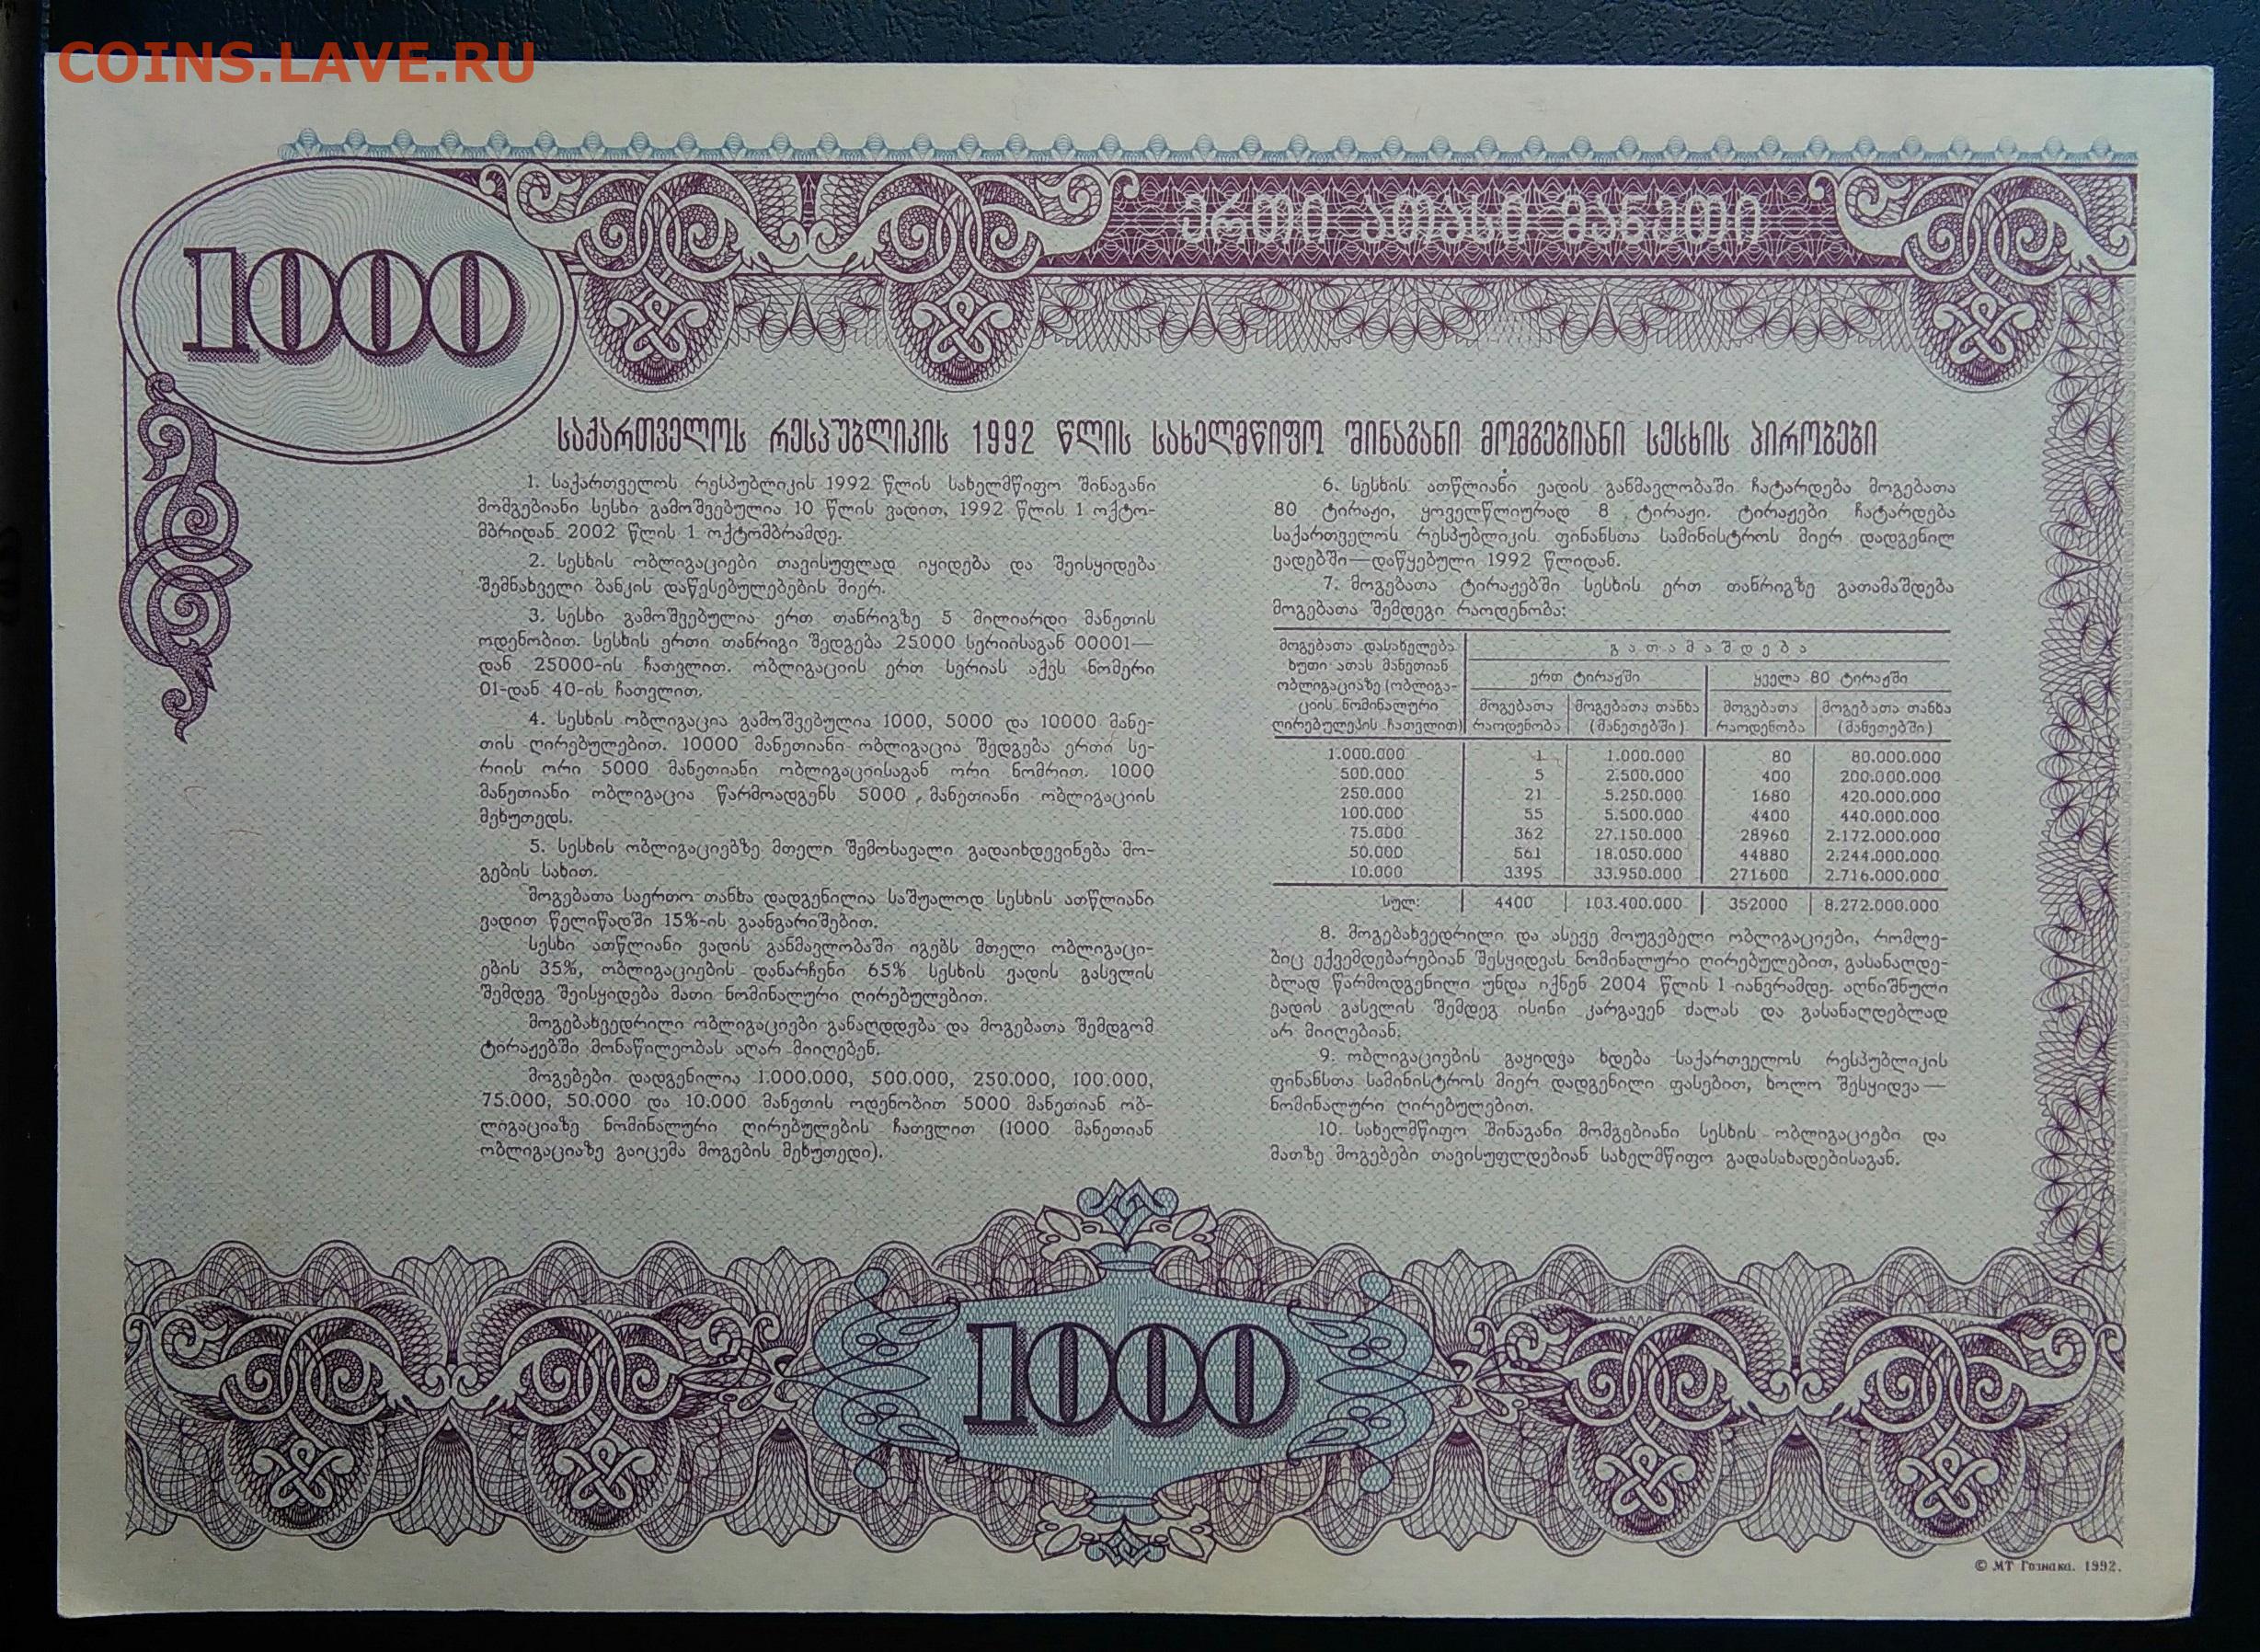 COINS.LAVE.RU
ერთი ათასი მანეთი
1000
საქართველოს რესპუბლიკის 1992 წლის სახელმწიფო შინაგანი მომგებიანი სესხის პირობები
1. საქართველოს რესპუბლიკის 1992 წლის სახელმწიფო შინაგანი
მომგებიანი სესხი გამოშვებულია 10 წლის ვადით, 1992 წლის 1 ოქტო-
მბრიდან 2002 წლის 1 ოქტომბრამდე.
2. სესხის ობლიგაციები თავისუფლად იყიდება და შეისყიდება
შემნახველი ბანკის დაწესებულებების მიერ.
3. სესხი გამოშვებულია ერთ თანრიგზე 5 მილიარდი მანეთის
ოდენობით. სესხის ერთი თანრიგი შედგება 25000 სერიისაგან 00001—
დან 25000-ის ჩათვლით. ობლიგაციის ერთ სერიას აქვს ნომერი
01-დან 40-ის ჩათვლით.
4. სესხის ობლიგაცია გამოშვებულია 1000, 5000 და 10000 მანე-
თის ღირებულებით. 10000 მანეთიანი ობლიგაცია შედგება ერთი სე-
რიის ორი 5000 მანეთიანი ობლიგაციისაგან ორი ნომრით. 1000
მანეთიანი ობლიგაცია წარმოადგენს 5000 მანეთიანი ობლიგაციის
მეხუთედს.
5. სესხის ობლიგაციებზე მთელი შემოსავალი გადაიხდევინება მო-
გების სახით.
მოგებათა საერთო თანხა დადგენილია საშუალოდ სესხის ათწლიანი
ვადით წელიწადში 15%-ის გაანგარიშებით.
სესხი ათწლიანი ვადის განმავლობაში იგებს მთელი ობლიგაცი-
ების 35%, ობლიგაციების დანარჩენი 65% სესხის ვადის გასვლის
შემდეგ შეისყიდება მათი ნომინალური ღირებულებით.
მოგებახვედრილი ობლიგაციები განაღდდება და მოგებათა შემდგომ
ტირაჟებში მონაწილეობას აღარ მიიღებენ.
მოგებები დადგენილია 1.000.000, 500.000, 250.000, 100.000,
75.000, 50.000 და 10.000 მანეთის ოდენობით 5000 მანეთიან ობ-
ლიგაციაზე ნომინალური ღირებულების ჩათვლით (1000 მანეთიან
ობლიგაციაზე გაიცემა მოგების მეხუთედი).
6. სესხის ათწლიანი ვადის განმავლობაში ჩატარდება მოგებათა
80 ტირაჟი, ყოველწლიურად 8 ტირაჟი. ტირაჟები ჩატარდება
საქართველოს რესპუბლიკის ფინანსთა სამინისტროს მიერ დადგენილ
ვადებში—დაწყებული 1992 წლიდან.
7. მოგებათა ტირაჟებში სესხის ერთ თანრიგზე გათამაშდება
მოგებათა შემდეგი რაოდენობა:
მოგებათა დასახელება გათამაშდება
ხუთი ათას მანეთიან
ობლიგაციაზე (ობლიგა- ერთ ტირაჟში ყველა 80 ტირაჟში
ციის ნომინალური მოგებათა მოგებათა თანხა მოგებათა მოგებათა თანხა
ღირებულების ჩათვლით) რაოდენობა (მანეთებში) რაოდენობა (მანეთებში)
1.000.000 1 1.000.000 80 80.000.000
500.000 5 2.500.000 400 200.000.000
250.000 21 5.250.000 1680 420.000.000
100.000 55 5.500.000 4400 440.000.000
75.000 362 27.150.000 28960 2.172.000.000
50.000 561 18.050.000 44880 2.244.000.000
10.000 3395 33.950.000 271600 2.716.000.000
სულ: 4400 103.400.000 352000 8.272.000.000
8. მოგებახვედრილი და ასევე მოუგებელი ობლიგაციები, რომლე-
ბიც ექვემდებარებიან შესყიდვას ნომინალური ღირებულებით, გასანაღდე-
ბლად წარმოდგენილი უნდა იქნენ 2004 წლის 1 იანვრამდე. აღნიშნული
ვადის გასვლის შემდეგ ისინი კარგავენ ძალას და გასანაღდებლად
არ მიიღებიან.
9. ობლიგაციების გაყიდვა ხდება საქართველოს რესპუბლიკის
ფინანსთა სამინისტროს მიერ დადგენილი ფასებით, ხოლო შესყიდვა—
ნომინალური ღირებულებით.
10. სახელმწიფო შინაგანი მომგებიანი სესხის ობლიგაციები და
მათზე მოგებები თავისუფლდებიან სახელმწიფო გადასახადებისაგან.
1000
© МТ Гознака. 1992.